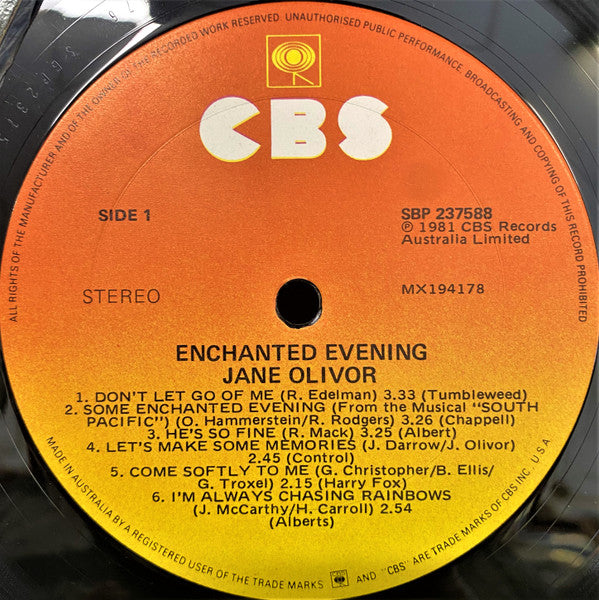 ALL RIGHTS OF THE MANUFACTURER AND OF THE OWNER OF THE RECORDED WORK RESERVED. UNAUTHORISED PUBLIC PERFORMANCE, BROADCASTING AND COPYING OF THIS RECORD PROHIBITED
CBS
SIDE 1
SBP 237588
℗ 1981 CBS Records
Australia Limited
STEREO
MX194178
ENCHANTED EVENING
JANE OLIVOR
1. DON'T LET GO OF ME (R. Edelman) 3.33 (Tumbleweed)
2. SOME ENCHANTED EVENING (From the Musical "SOUTH
PACIFIC") (O. Hammerstein/R. Rodgers) 3.26 (Chappell)
3. HE'S SO FINE (R. Mack) 3.25 (Albert)
4. LET'S MAKE SOME MEMORIES (J. Darrow/J. Olivor)
2.45 (Control)
5. COME SOFTLY TO ME (G. Christopher/B. Ellis/
G. Troxel) 2.15 (Harry Fox)
6. I'M ALWAYS CHASING RAINBOWS
(J. McCarthy/H. Carroll) 2.54
(Alberts)
MADE IN AUSTRALIA BY A REGISTERED USER OF THE TRADE MARKS CBS AND "CBS" ARE TRADE MARKS OF CBS INC. U S A